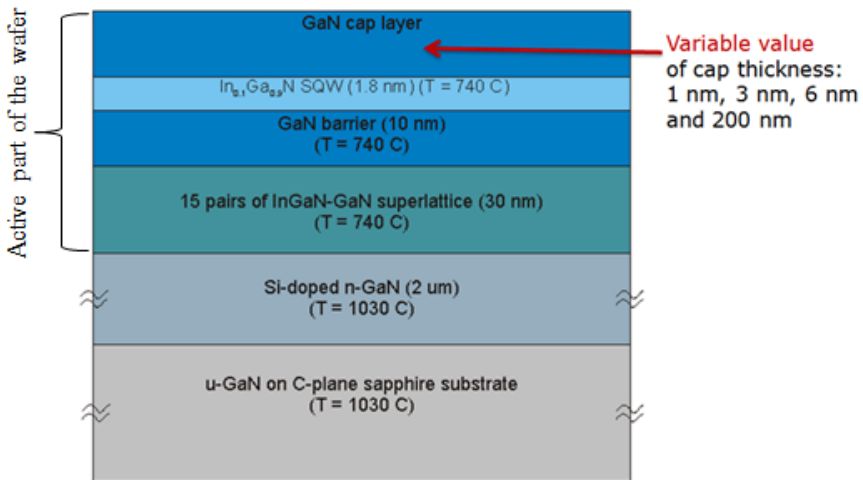 Active part of the wafer
GaN cap layer
Variable value
of cap thickness:
1 nm, 3 nm, 6 nm
and 200 nm
In₀.₁Ga₀.₉N SQW (1.8 nm) (T = 740 C)
GaN barrier (10 nm)
(T = 740 C)
15 pairs of InGaN-GaN superlattice (30 nm)
(T = 740 C)
Si-doped n-GaN (2 um)
(T = 1030 C)
u-GaN on C-plane sapphire substrate
(T = 1030 C)